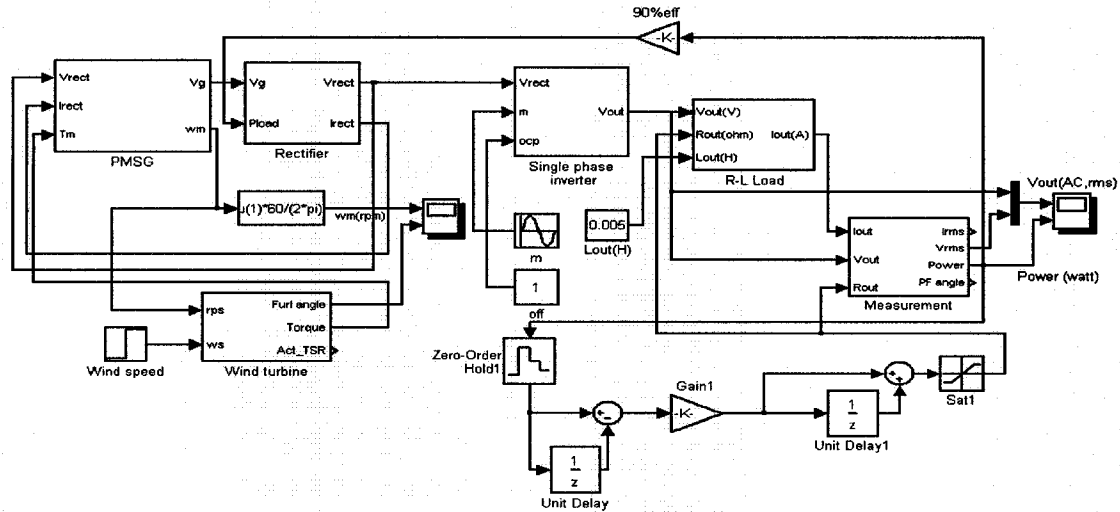 90%eff
-K-
Vrect
Irect
Tm
Vg
wm
PMSG
Vg
Pload
Vrect
Irect
Rectifier
Vrect
m
ocp
Vout
Single phase
inverter
Vout(V)
Rout(ohm)
Lout(H)
Iout(A)
R-L Load
u(1)*60/(2*pi)
wm(rpm)
m
0.005
Lout(H)
1
off
Iout
Vout
Rout
Irms
Vrms
Power
PF angle
Measurement
Vout(AC,rms)
Power (watt)
rps
ws
Furl angle
Torque
Act_TSR
Wind speed
Wind turbine
Zero-Order
Hold1
+
-
Gain1
-K-
+
+
Sat1
1
z
Unit Delay1
1
z
Unit Delay